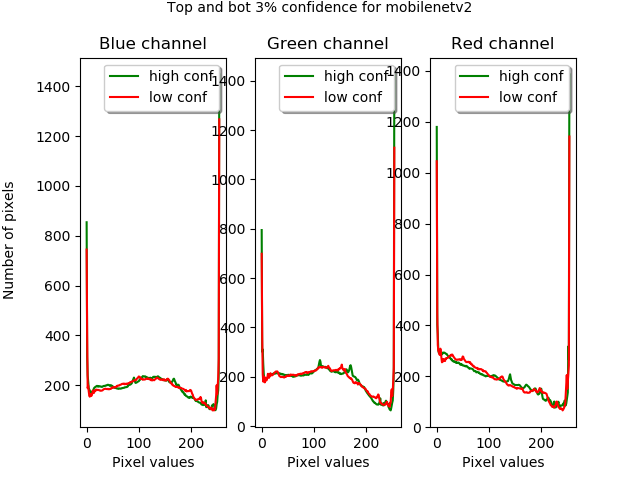 Top and bot 3% confidence for mobilenetv2
Blue channel
Green channel
Red channel
high conf
low conf
high conf
low conf
high conf
low conf
Number of pixels
1400
1200
1000
800
600
400
200
1400
1200
1000
800
600
400
200
0
1400
1200
1000
800
600
400
200
0
0 100 200
0 100 200
0 100 200
Pixel values
Pixel values
Pixel values